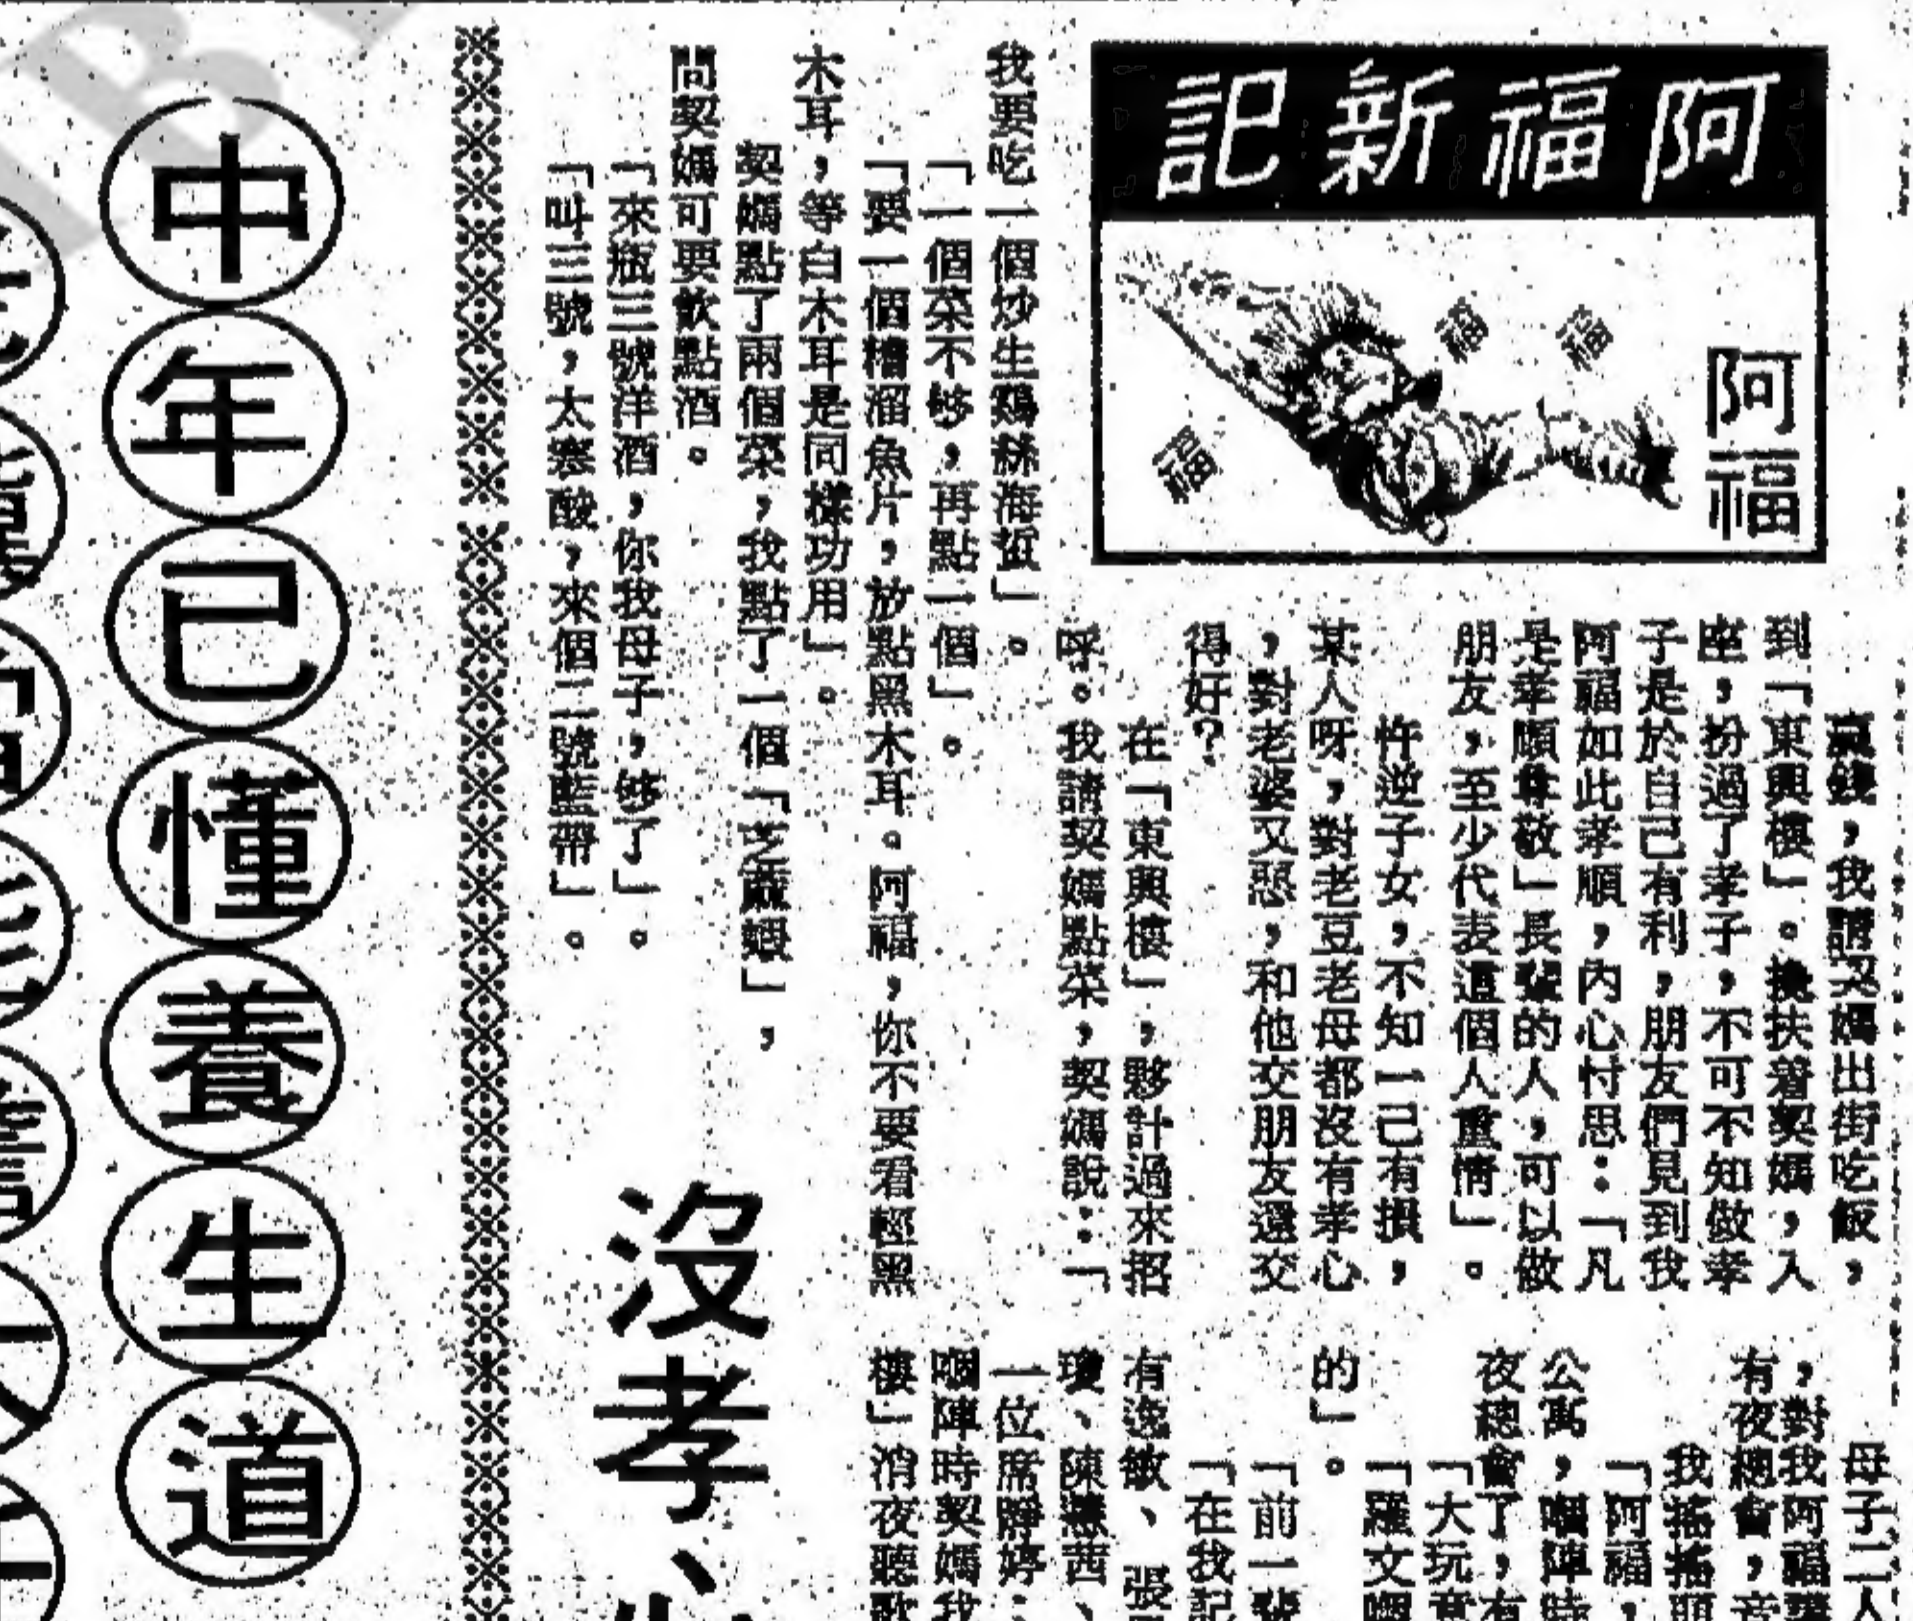 阿福新記
阿福
福
福
福
贏錢,我請契媽出街吃飯,
到「東興樓」。攙扶着契媽,入
座,扮過了孝子,不可不知做孝
子是於自己有利,朋友們見到我
阿福如此孝順,內心忖思:「凡
是孝順尊敬」長輩的人,可以做
朋友,至少代表這個人重情」。
忤逆子女,不知一己有損,
某人呀,對老豆老母都沒有孝心
,對老婆又惡,和他交朋友還交
得好?
在「東興樓」,夥計過來招
呼。我請契媽點菜,契媽說:「
我要吃一個炒生鷄絲海蜇」。
「一個菜不够,再點一個」。
「要一個糟溜魚片,放點黑木耳。阿福,你不要看輕黑
木耳,等白木耳是同樣功用」。
契媽點了兩個菜,我點了一個「芝蔴蝦」,
問契媽可要飲點酒。
「來瓶三號洋酒,你我母子,够了」。
「叫三號,太寒酸,來個二號藍帶」。
母子二人
,對我阿福
有夜總會,
我搖搖頭
「阿福,
公寓,
夜總會了,有
「大玩意
「羅文
的」。
「前一
「在我記
有逸敏、張
瓊、陳慧茜、
一位席靜婷:
時契媽我
樓」消夜聽歌
沒孝、
中年已懂養生道